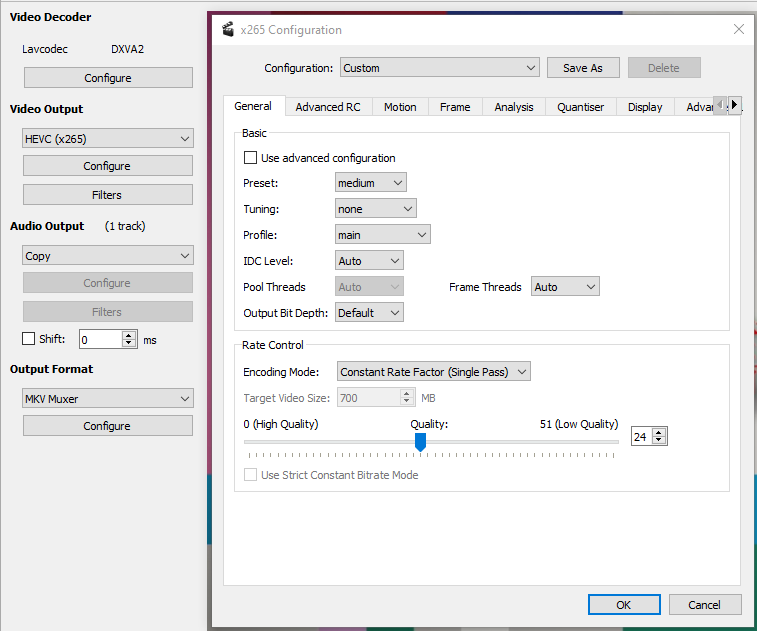 Video Decoder
Lavcodec DXVA2
Configure
Video Output
HEVC (x265)
Configure
Filters
Audio Output (1 track)
Copy
Configure
Filters
Shift: 0 ms
Output Format
MKV Muxer
Configure
x265 Configuration
Configuration: Custom Save As Delete
General Advanced RC Motion Frame Analysis Quantiser Display
Basic
Use advanced configuration
Preset: medium
Tuning: none
Profile: main
IDC Level: Auto
Pool Threads Auto Frame Threads Auto
Output Bit Depth: Default
Rate Control
Encoding Mode: Constant Rate Factor (Single Pass)
Target Video Size: 700 MB
0 (High Quality) Quality: 51 (Low Quality)
24
Use Strict Constant Bitrate Mode
OK Cancel